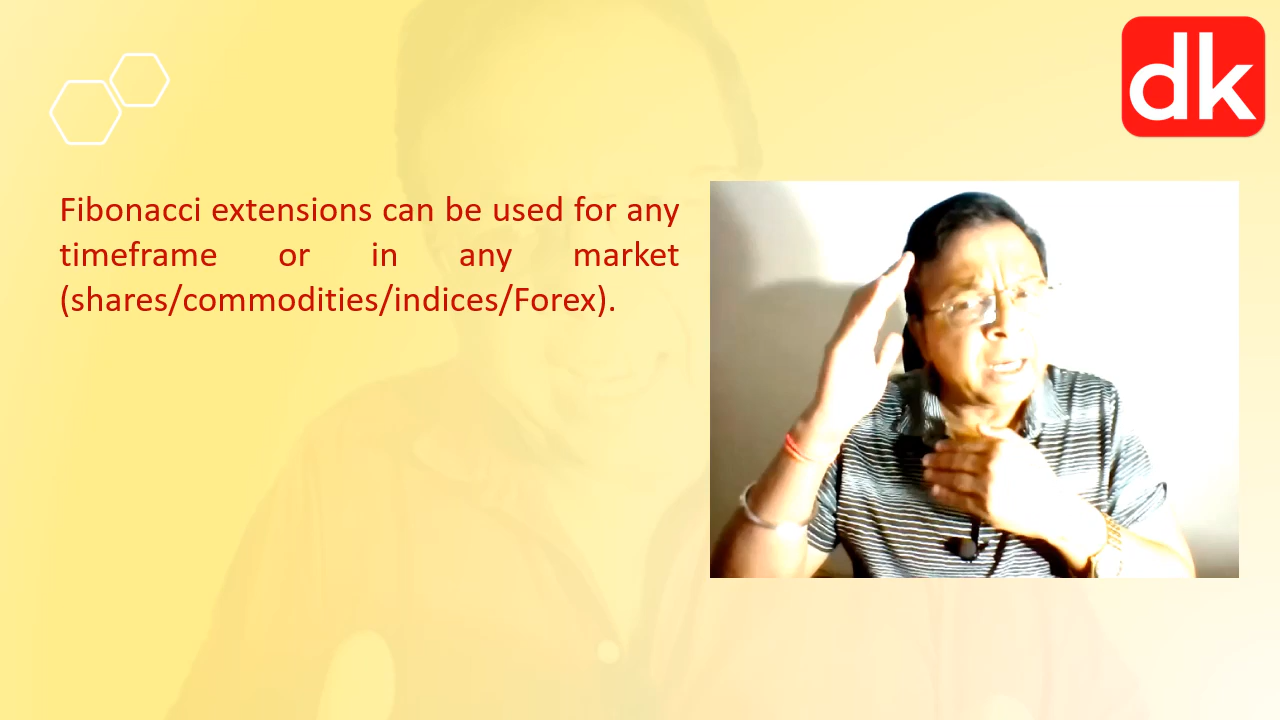 dk
Fibonacci extensions can be used for any
timeframe or in any market
(shares/commodities/indices/Forex).